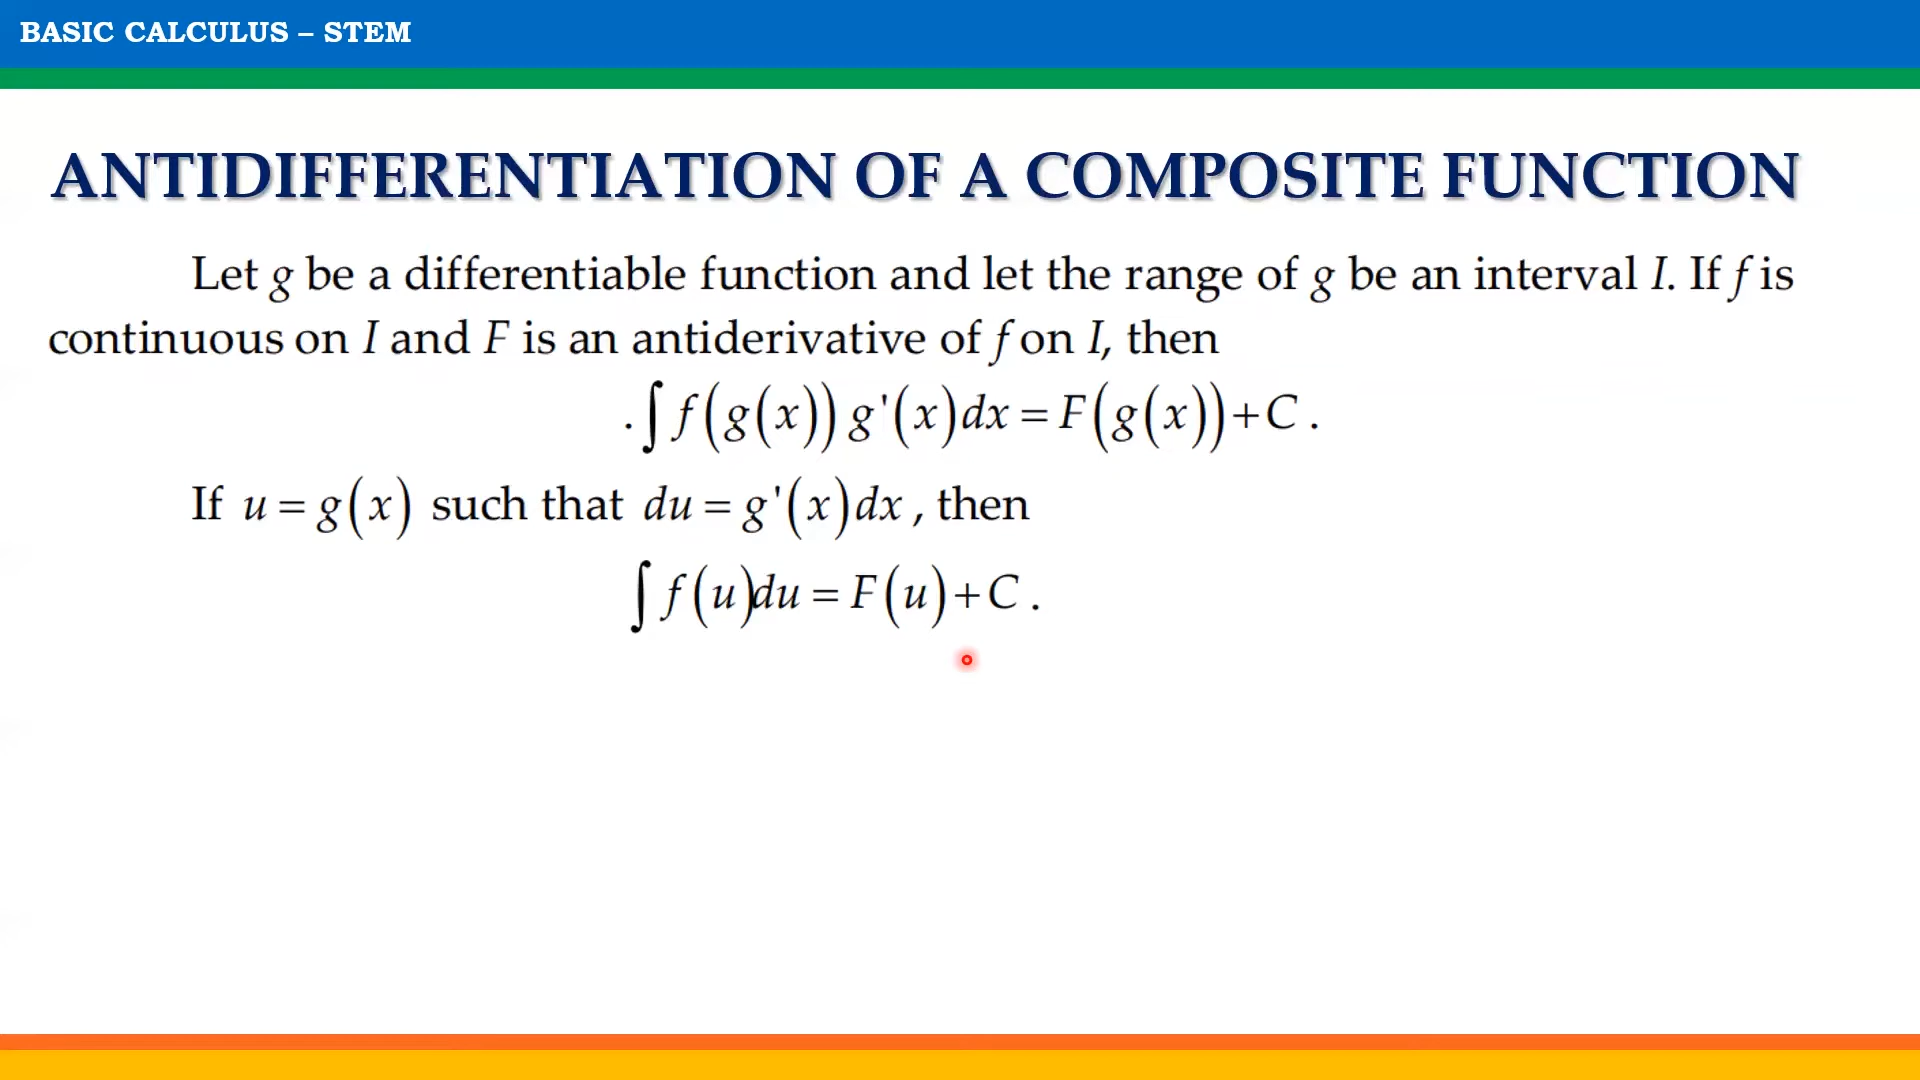 BASIC CALCULUS – STEM
ANTIDIFFERENTIATION OF A COMPOSITE FUNCTION
Let g be a differentiable function and let the range of g be an interval I. If f is
continuous on I and F is an antiderivative of f on I, then
.∫ f(g(x)) g'(x)dx = F(g(x))+C .
If u = g(x) such that du = g'(x)dx , then
∫ f(u)du = F(u)+C .